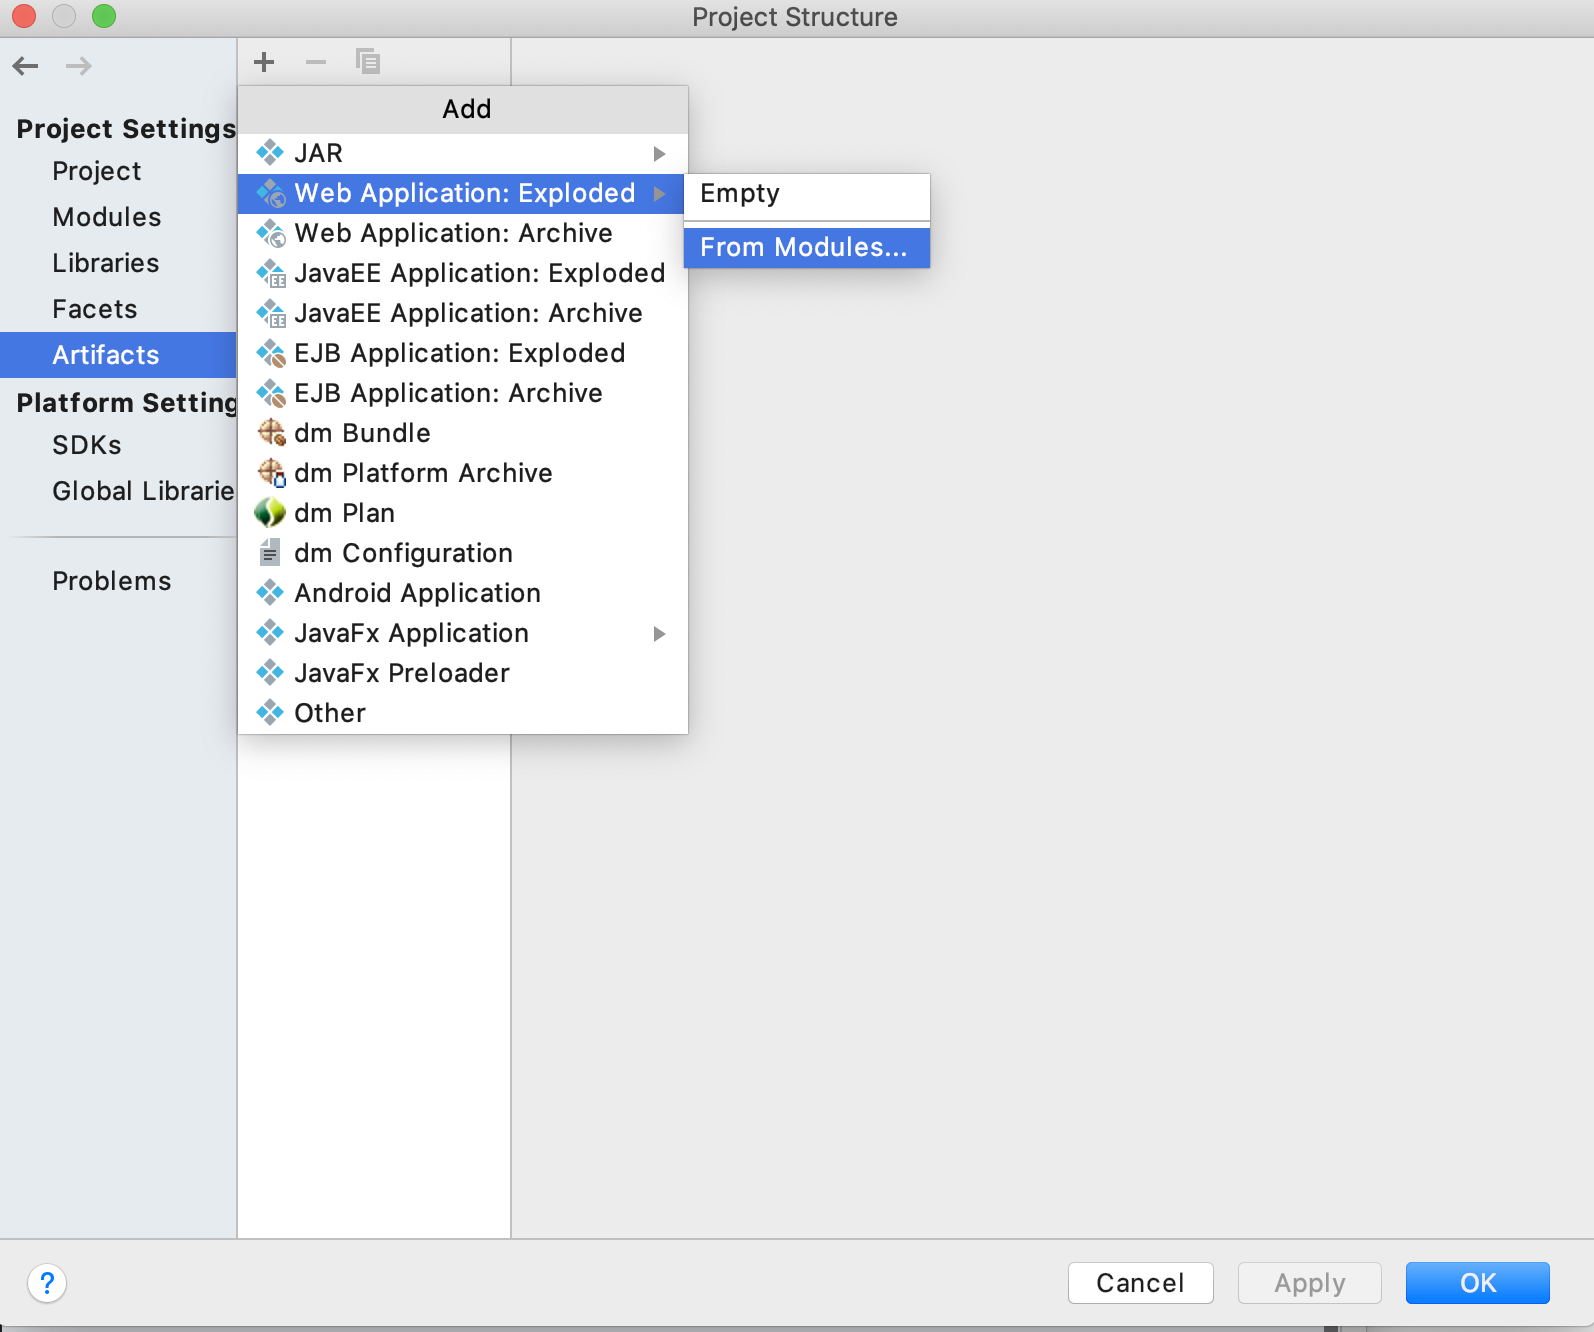 Project Structure
Project Settings
Project
Modules
Libraries
Facets
Artifacts
Platform Setting
SDKs
Global Librarie
Problems
Add
JAR
Web Application: Exploded
Web Application: Archive
JavaEE Application: Exploded
JavaEE Application: Archive
EJB Application: Exploded
EJB Application: Archive
dm Bundle
dm Platform Archive
dm Plan
dm Configuration
Android Application
JavaFx Application
JavaFx Preloader
Other
Empty
From Modules...
?
Cancel
Apply
OK